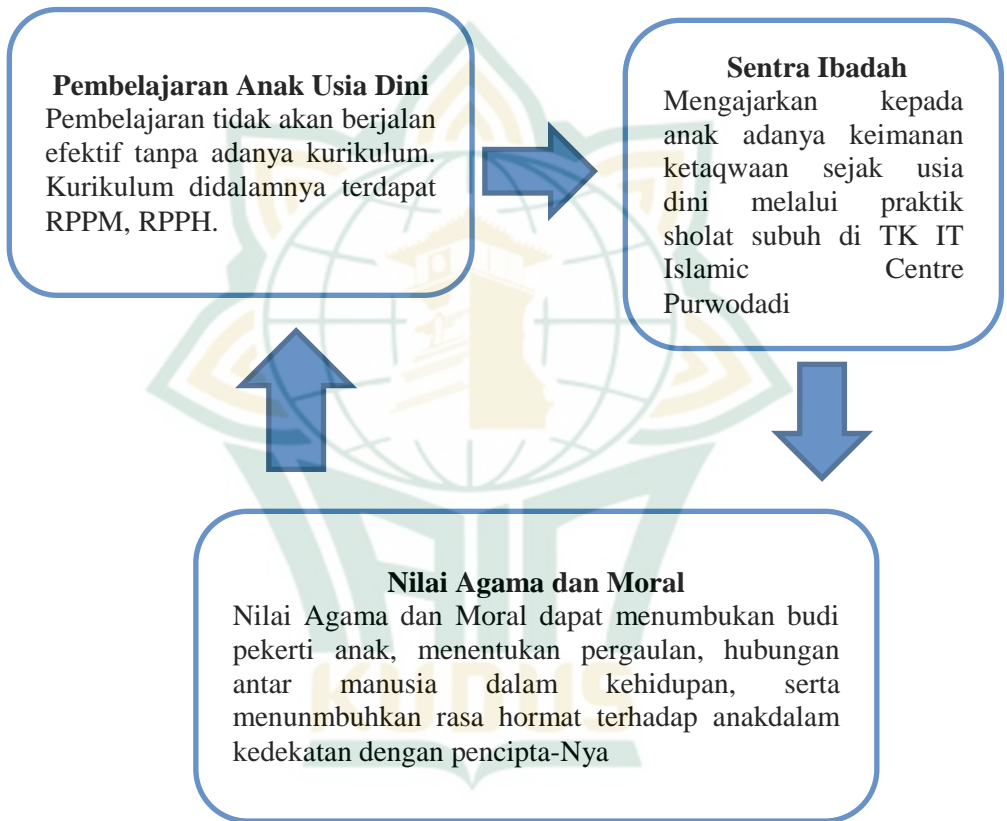 Pembelajaran Anak Usia Dini
Pembelajaran tidak akan berjalan
efektif tanpa adanya kurikulum.
Kurikulum didalamnya terdapat
RPPM, RPPH.
Sentra Ibadah
Mengajarkan kepada
anak adanya keimanan
ketaqwaan sejak usia
dini melalui praktik
sholat subuh di TK IT
Islamic Centre
Purwodadi
Nilai Agama dan Moral
Nilai Agama dan Moral dapat menumbukan budi
pekerti anak, menentukan pergaulan, hubungan
antar manusia dalam kehidupan, serta
menunmbuhkan rasa hormat terhadap anakdalam
kedekatan dengan pencipta-Nya
KUDUS